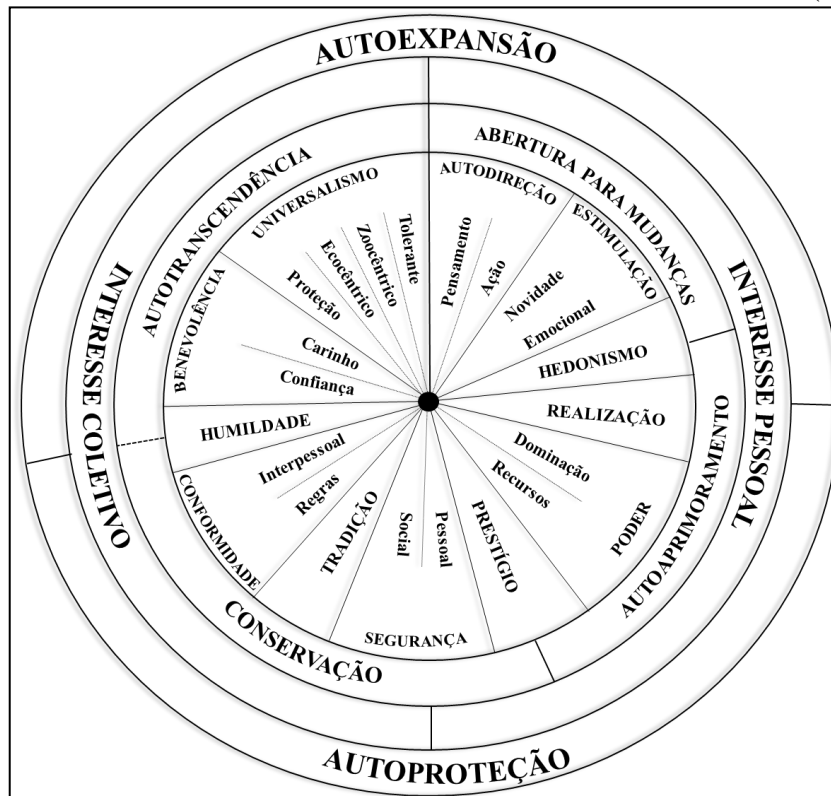 AUTOEXPANSÃO
ABERTURA PARA MUDANÇAS
AUTOTRANSCENDÊNCIA
INTERESSE COLETIVO
INTERESSE PESSOAL
UNIVERSALISMO
AUTODIREÇÃO
ESTIMULAÇÃO
Tolerante
Zoocêntrico
Ecocêntrico
Proteção
Pensamento
Ação
Novidade
Emocional
BENEVOLÊNCIA
Carinho
Confiança
HEDONISMO
REALIZAÇÃO
HUMILDADE
Interpessoal
Regras
CONFORMIDADE
TRADIÇÃO
Social
Pessoal
SEGURANÇA
PRESTÍGIO
Dominação
Recursos
PODER
AUTOAPRIMORAMENTO
CONSERVAÇÃO
AUTOPROTEÇÃO